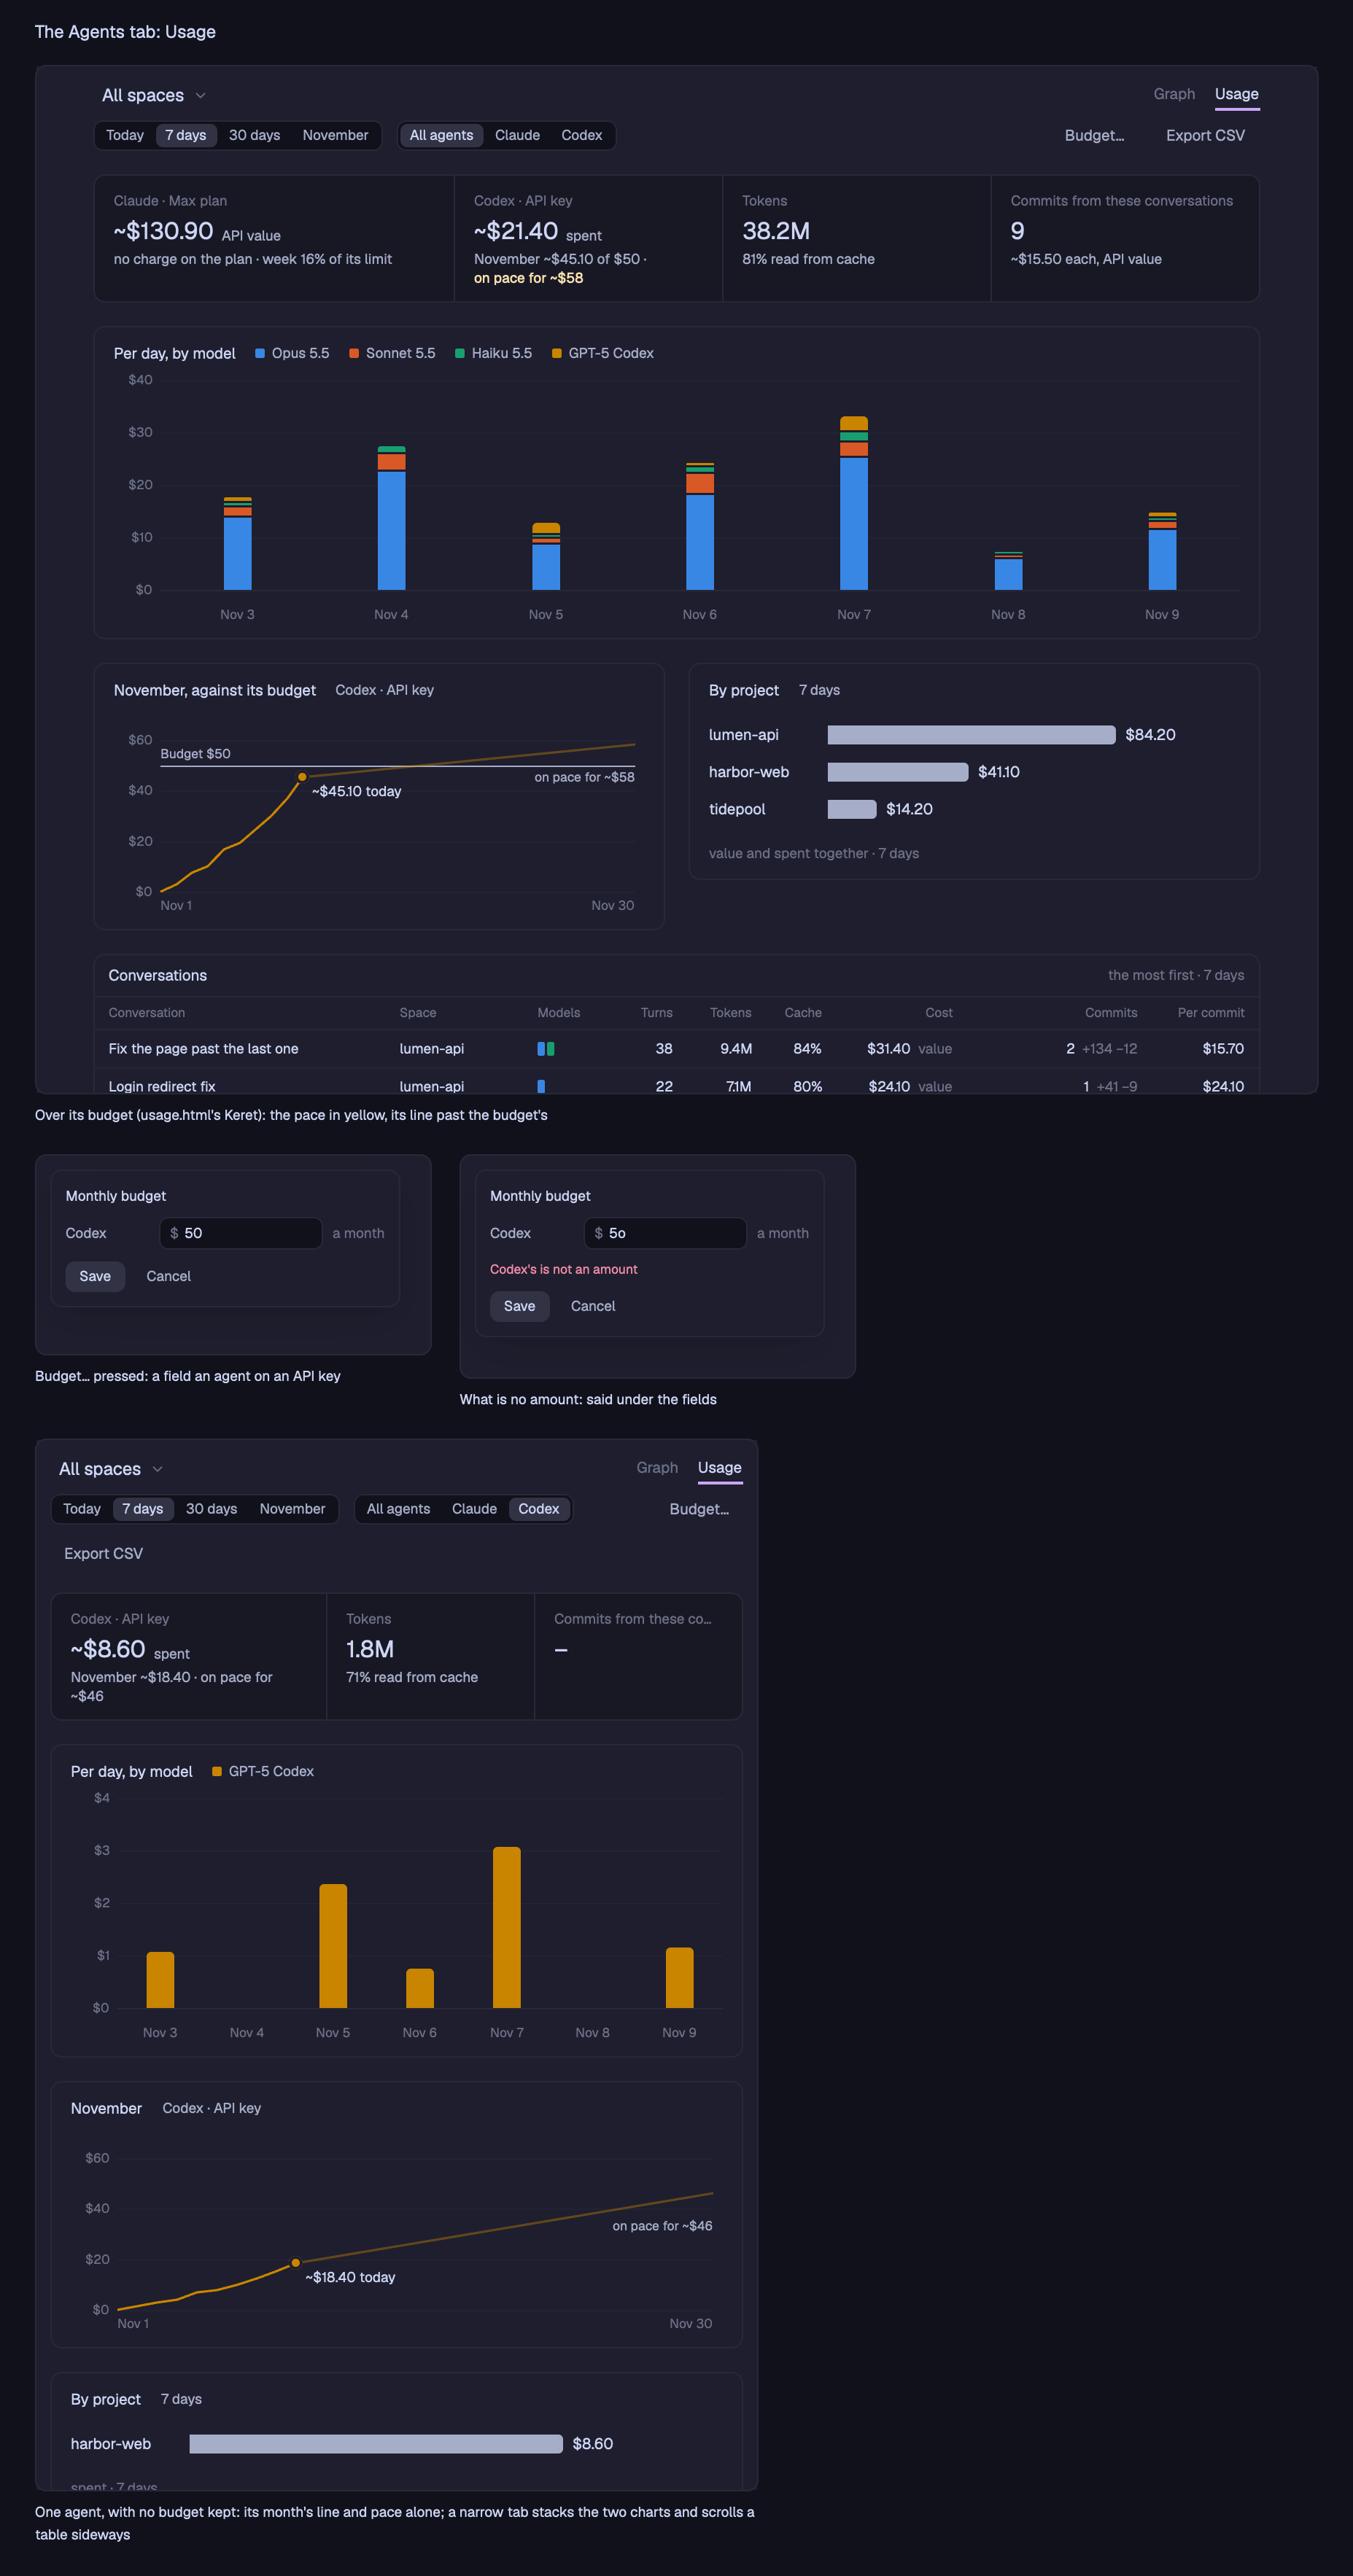 The Agents tab: Usage
All spaces
Graph Usage
Today 7 days 30 days November All agents Claude Codex Budget... Export CSV
Claude · Max plan
~$130.90 API value
no charge on the plan · week 16% of its limit
Codex · API key
~$21.40 spent
November ~$45.10 of $50 ·
on pace for ~$58
Tokens
38.2M
81% read from cache
Commits from these conversations
9
~$15.50 each, API value
Per day, by model Opus 5.5 Sonnet 5.5 Haiku 5.5 GPT-5 Codex
$40
$30
$20
$10
$0
Nov 3 Nov 4 Nov 5 Nov 6 Nov 7 Nov 8 Nov 9
November, against its budget Codex · API key
$60
Budget $50
on pace for ~$58
$40
~$45.10 today
$20
$0
Nov 1 Nov 30
By project 7 days
lumen-api $84.20
harbor-web $41.10
tidepool $14.20
value and spent together · 7 days
Conversations the most first · 7 days
Conversation Space Models Turns Tokens Cache Cost Commits Per commit
Fix the page past the last one lumen-api 38 9.4M 84% $31.40 value 2 +134 −12 $15.70
Login redirect fix lumen-api 22 7.1M 80% $24.10 value 1 +41 −9 $24.10
Over its budget (usage.html's Keret): the pace in yellow, its line past the budget's
Monthly budget
Codex $ 50 a month
Save Cancel
Budget... pressed: a field an agent on an API key
Monthly budget
Codex $ 5o a month
Codex's is not an amount
Save Cancel
What is no amount: said under the fields
All spaces
Graph Usage
Today 7 days 30 days November All agents Claude Codex Budget...
Export CSV
Codex · API key
~$8.60 spent
November ~$18.40 · on pace for
~$46
Tokens
1.8M
71% read from cache
Commits from these co...
–
Per day, by model GPT-5 Codex
$4
$3
$2
$1
$0
Nov 3 Nov 4 Nov 5 Nov 6 Nov 7 Nov 8 Nov 9
November Codex · API key
$60
$40
on pace for ~$46
$20
~$18.40 today
$0
Nov 1 Nov 30
By project 7 days
harbor-web $8.60
spent · 7 days
One agent, with no budget kept: its month's line and pace alone; a narrow tab stacks the two charts and scrolls a
table sideways